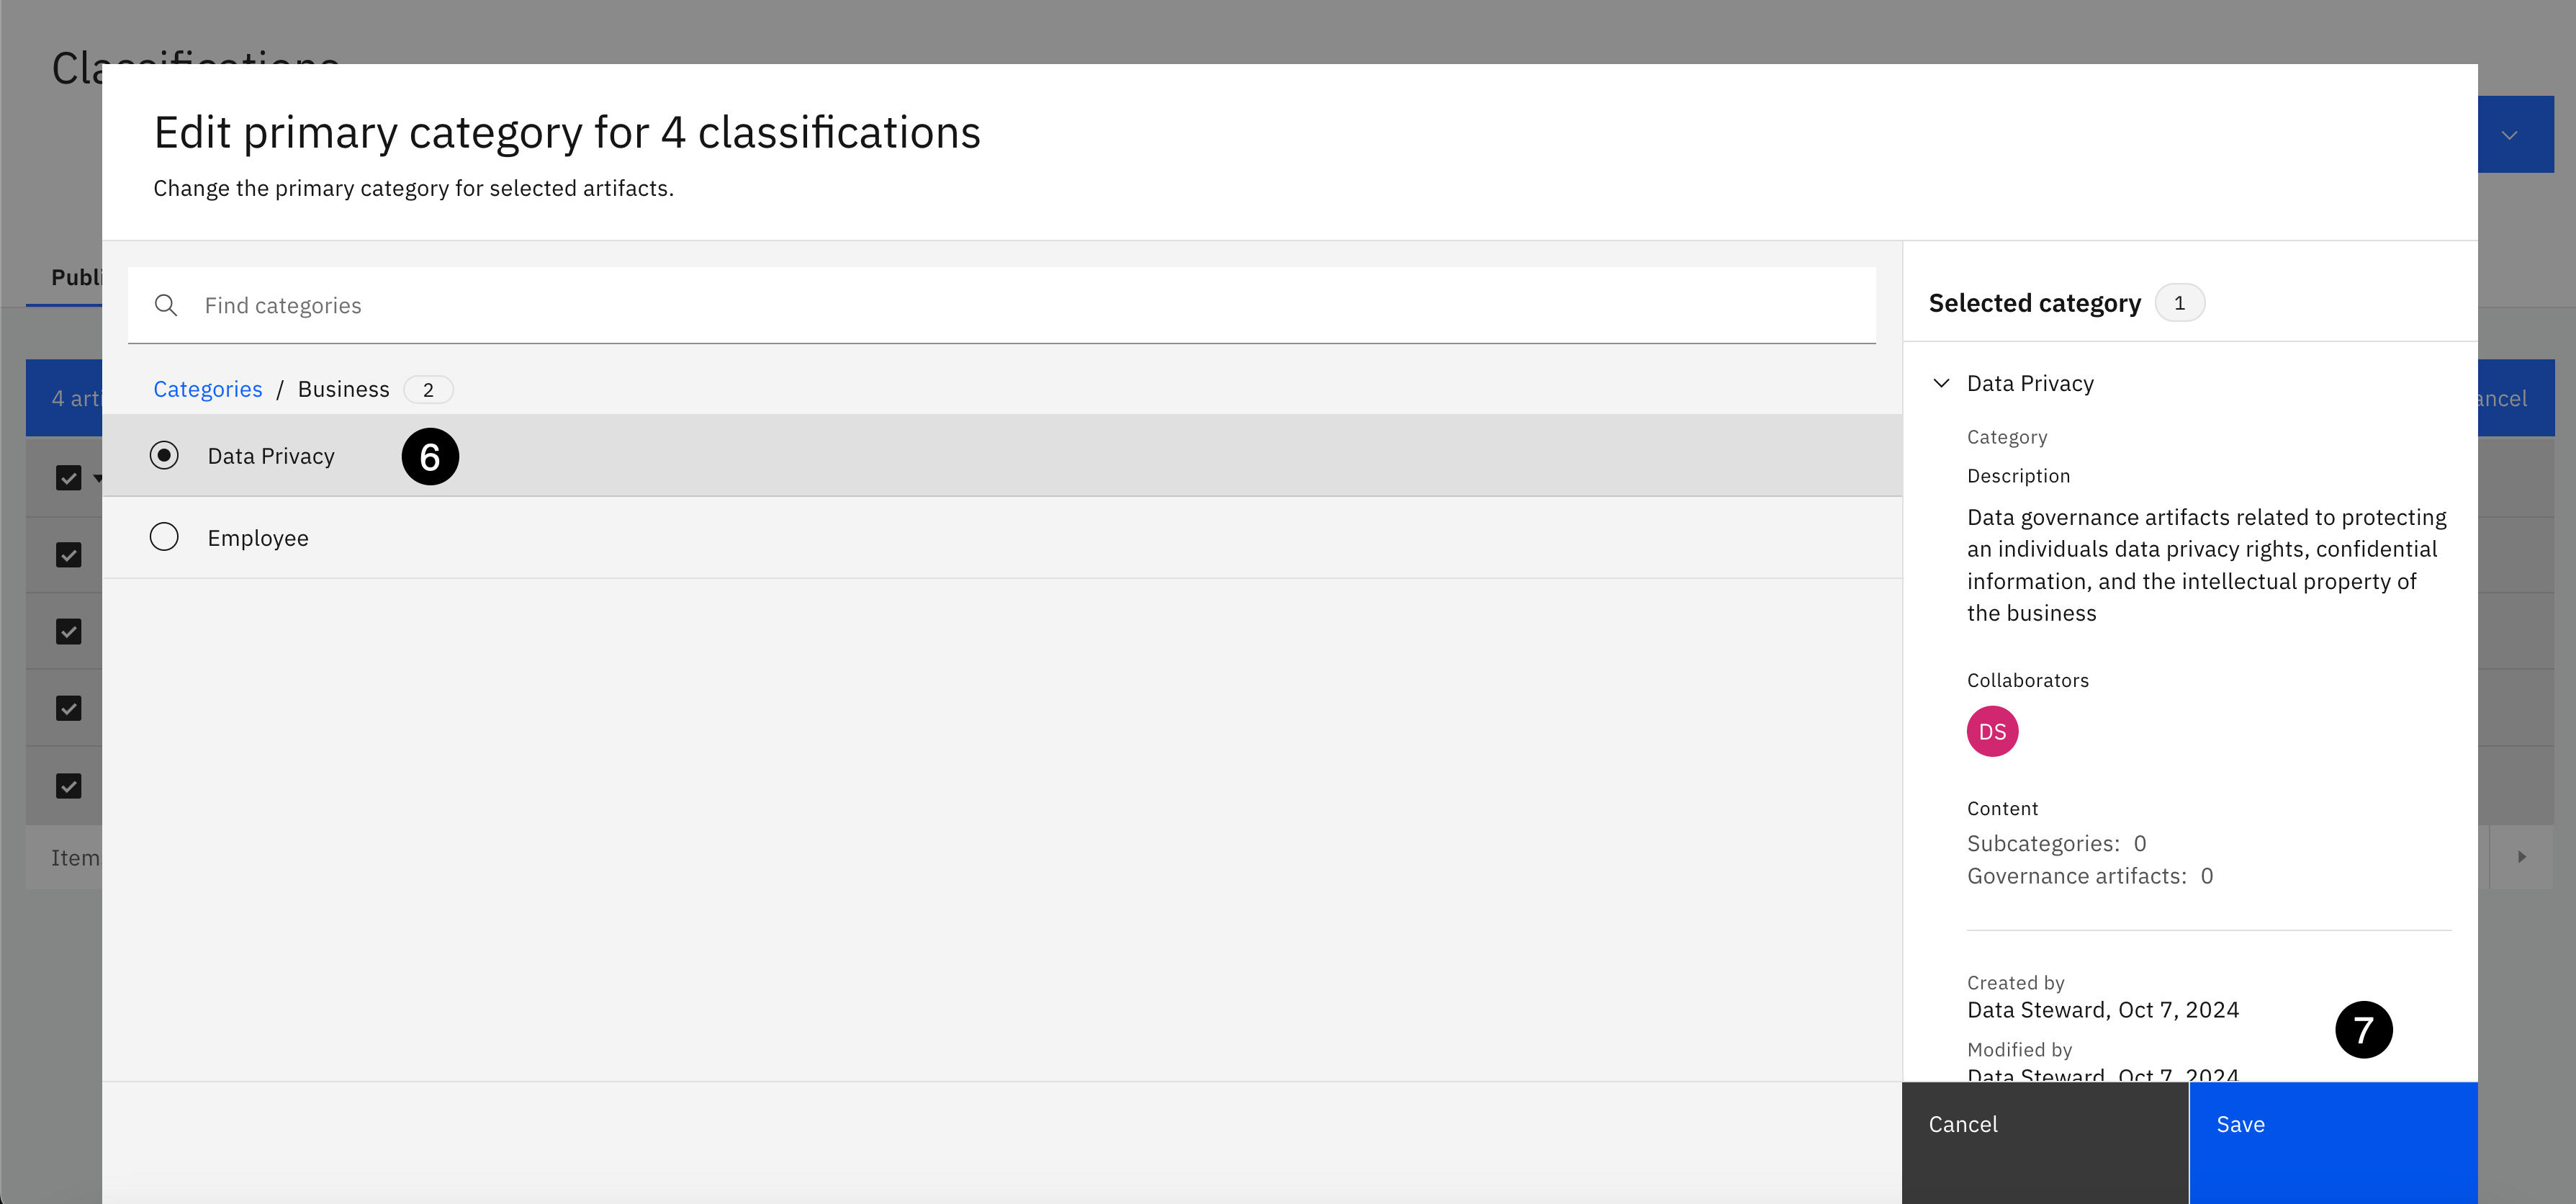 Classifications
Edit primary category for 4 classifications
Change the primary category for selected artifacts.
Publi
Find categories
Selected category 1
Categories / Business 2
4 arti
ancel
Data Privacy 6
Employee
Data Privacy
Category
Description
Data governance artifacts related to protecting
an individuals data privacy rights, confidential
information, and the intellectual property of
the business
Collaborators
DS
Content
Subcategories: 0
Governance artifacts: 0
Item
Created by
Data Steward, Oct 7, 2024
7
Modified by
Data Steward, Oct 7, 2024
Cancel
Save